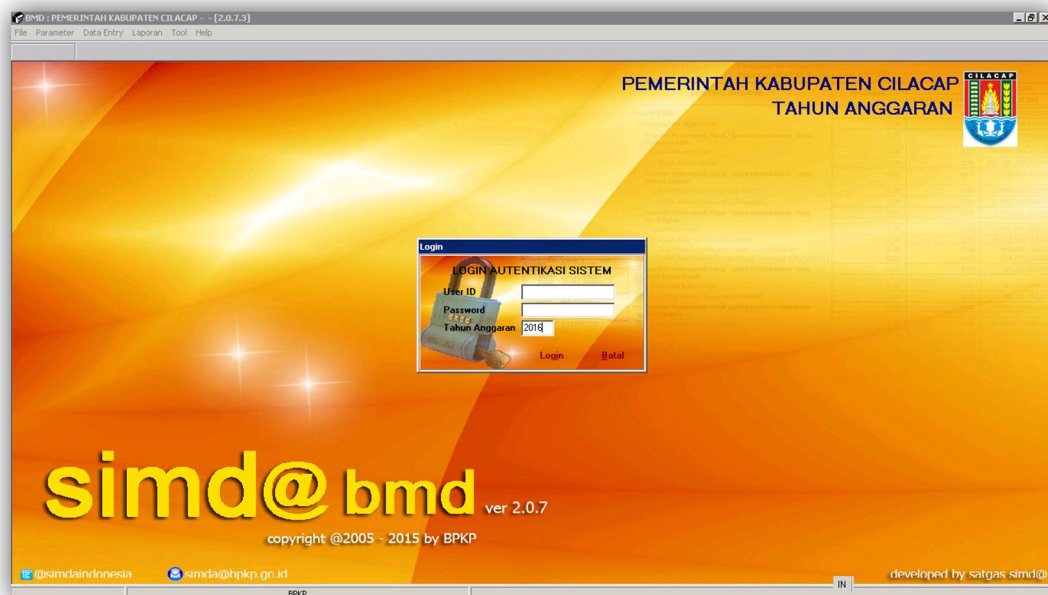 BMD : PEMERINTAH KABUPATEN CILACAP - - [2.0.7.3]
File Parameter Data Entry Laporan Tool Help
PEMERINTAH KABUPATEN CILACAP
TAHUN ANGGARAN
CILACAP
Login
LOGIN AUTENTIKASI SISTEM
User ID
Password
Tahun Anggaran 2016
Login Batal
simd@ bmd ver 2.0.7
copyright @2005 - 2015 by BPKP
@simdaindonesia simda@bpkp.go.id developed by satgas simd@
IN
BPKP